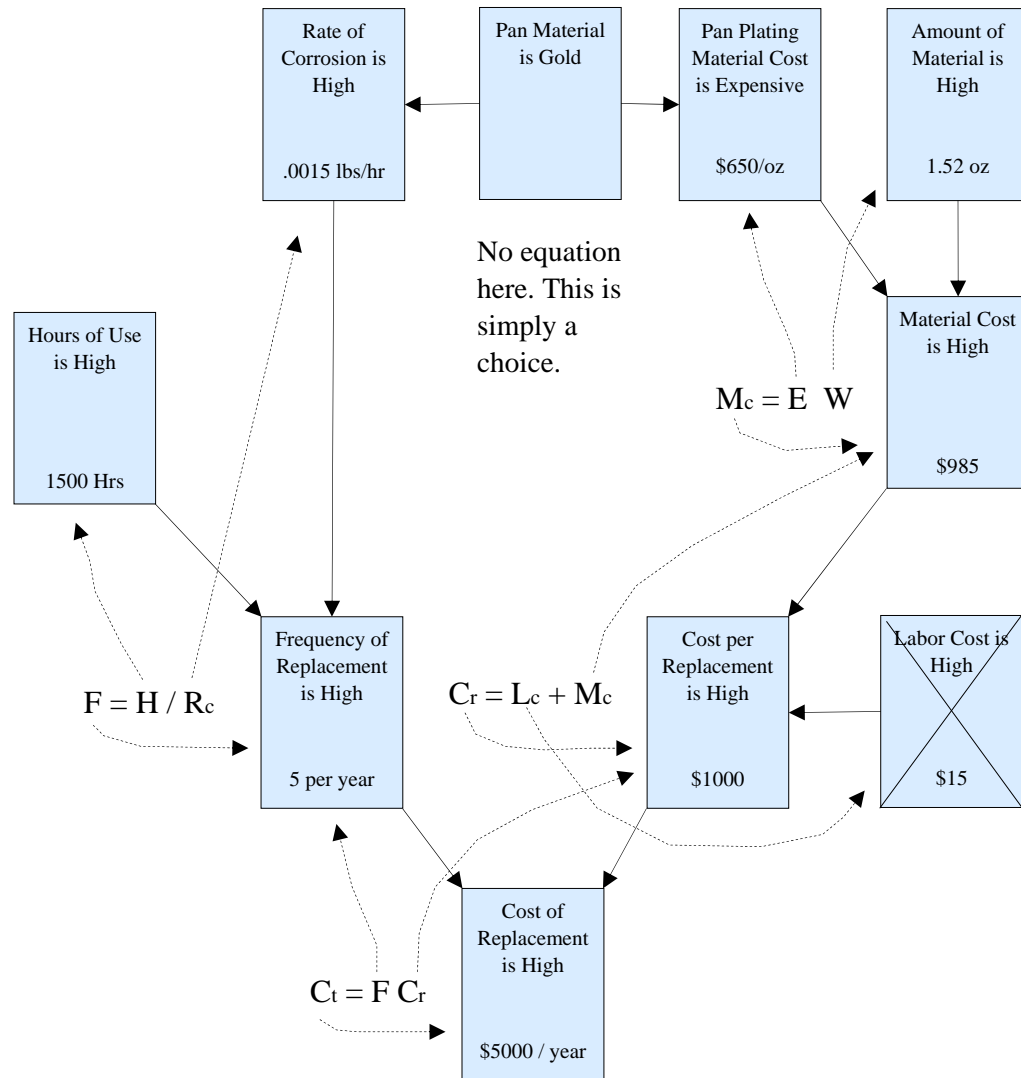 Rate of
Corrosion is
High
.0015 lbs/hr
Pan Material
is Gold
Pan Plating
Material Cost
is Expensive
$650/oz
Amount of
Material is
High
1.52 oz
No equation
here. This is
simply a
choice.
Hours of Use
is High
1500 Hrs
Material Cost
is High
$985
Mc = E W
F = H / Rc
Frequency of
Replacement
is High
5 per year
Cr = Lc + Mc
Cost per
Replacement
is High
$1000
Labor Cost is
High
$15
Ct = F Cr
Cost of
Replacement
is High
$5000 / year